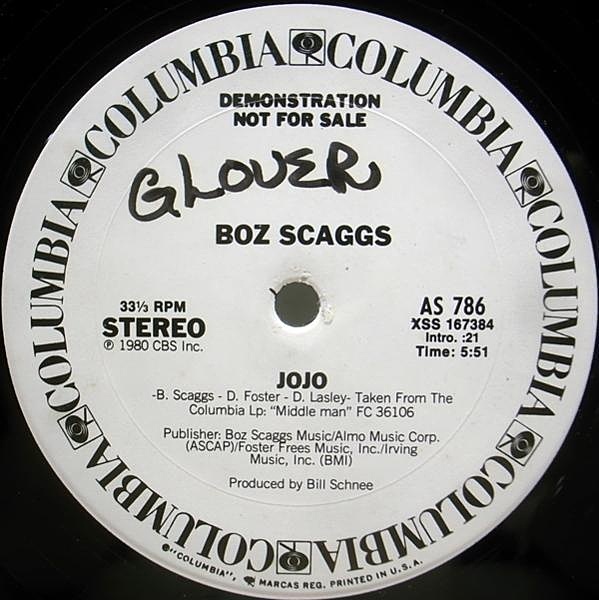 COLUMBIA COLUMBIA COLUMBIA COLUMBIA COLUMBIA COLUMBIA COLUMBIA COLUMBIA
DEMONSTRATION
NOT FOR SALE
GLOVER
BOZ SCAGGS
33⅓ RPM
STEREO
℗ 1980 CBS Inc.
AS 786
XSS 167384
Intro. :21
Time: 5:51
JOJO
-B. Scaggs - D. Foster - D. Lasley- Taken From The
Columbia Lp: "Middle man" FC 36106
Publisher: Boz Scaggs Music/Almo Music Corp.
(ASCAP)/Foster Frees Music, Inc./Irving
Music, Inc. (BMI)
Produced by Bill Schnee
® "COLUMBIA", MARCAS REG. PRINTED IN U.S.A.